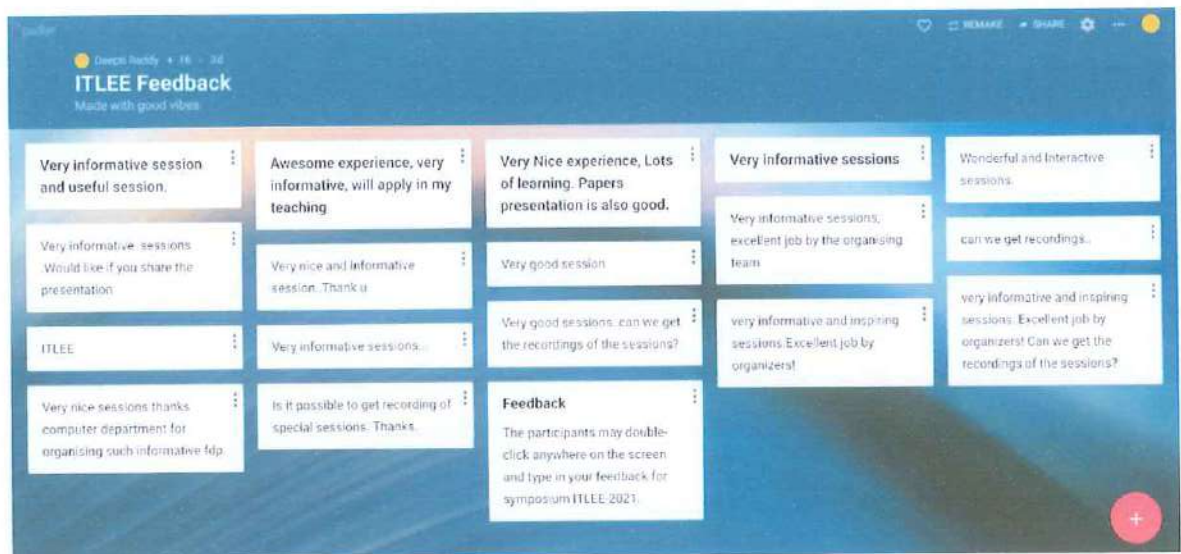 padlet
REMAKE
SHARE
Deepti Reddy • 16 • 3d
ITLEE Feedback
Made with good vibes
Very informative session
and useful session.
Very informative sessions
.Would like if you share the
presentation
ITLEE
Very nice sessions thanks
computer department for
organising such informative fdp.
Awesome experience, very
informative, will apply in my
teaching
Very nice and Informative
session..Thank u
Very informative sessions...
Is it possible to get recording of
special sessions. Thanks.
Very Nice experience, Lots
of learning. Papers
presentation is also good.
Very good session
Very good sessions..can we get
the recordings of the sessions?
Feedback
The participants may double-
click anywhere on the screen
and type in your feedback for
symposium ITLEE 2021.
Very informative sessions
Very informative sessions,
excellent job by the organising
team
very informative and inspiring
sessions.Excellent job by
organizers!
Wonderful and Interactive
sessions.
can we get recordings..
very informative and inspiring
sessions. Excellent job by
organizers! Can we get the
recordings of the sessions?